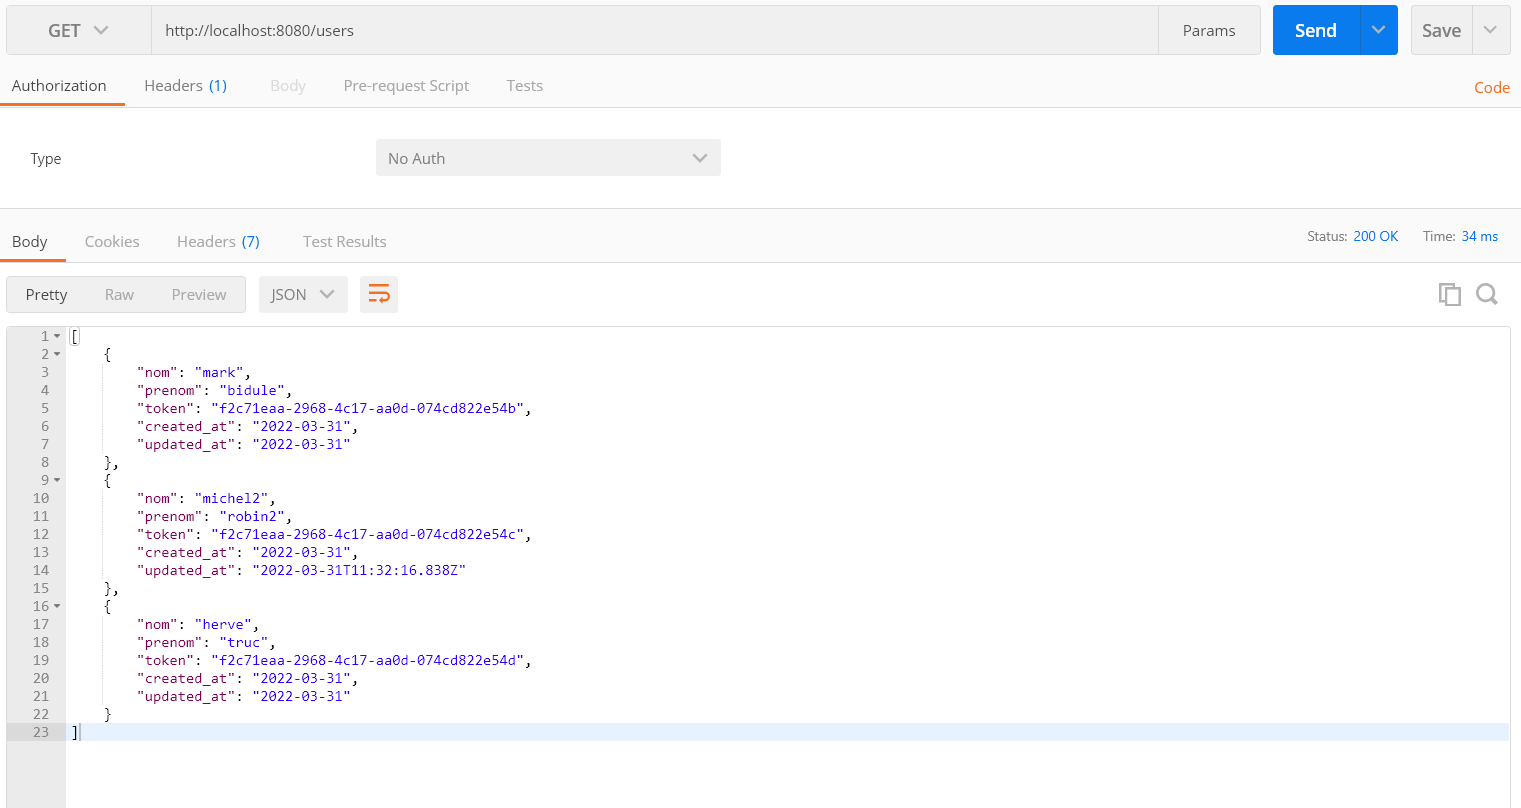 GET http://localhost:8080/users Params Send Save
Authorization Headers (1) Body Pre-request Script Tests Code
Type No Auth
Body Cookies Headers (7) Test Results Status: 200 OK Time: 34 ms
Pretty Raw Preview JSON
1 [
2 {
3 "nom": "mark",
4 "prenom": "bidule",
5 "token": "f2c71eaa-2968-4c17-aa0d-074cd822e54b",
6 "created_at": "2022-03-31",
7 "updated_at": "2022-03-31"
8 },
9 {
10 "nom": "michel2",
11 "prenom": "robin2",
12 "token": "f2c71eaa-2968-4c17-aa0d-074cd822e54c",
13 "created_at": "2022-03-31",
14 "updated_at": "2022-03-31T11:32:16.838Z"
15 },
16 {
17 "nom": "herve",
18 "prenom": "truc",
19 "token": "f2c71eaa-2968-4c17-aa0d-074cd822e54d",
20 "created_at": "2022-03-31",
21 "updated_at": "2022-03-31"
22 }
23 ]